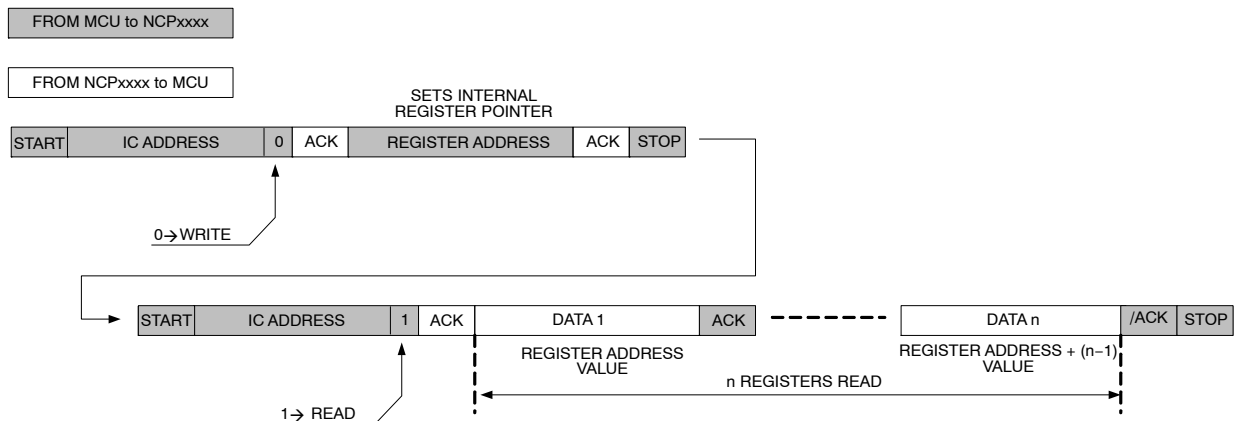 FROM MCU to NCPxxxx
FROM NCPxxxx to MCU
SETS INTERNAL
REGISTER POINTER
START IC ADDRESS 0 ACK REGISTER ADDRESS ACK STOP
0→WRITE
START IC ADDRESS 1 ACK DATA 1 ACK DATA n /ACK STOP
REGISTER ADDRESS
VALUE
REGISTER ADDRESS + (n−1)
VALUE
n REGISTERS READ
1→ READ